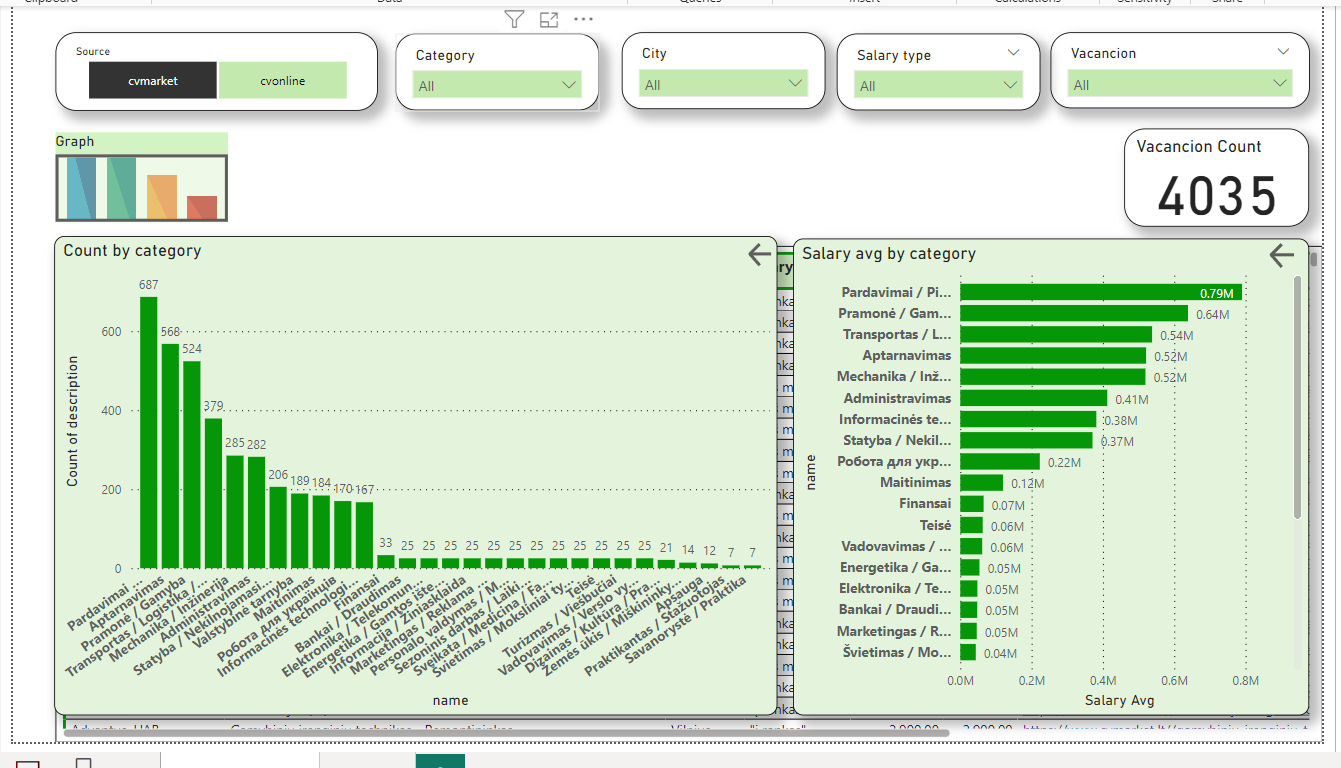 Clipboard
Data
Queries
Insert
Calculations
Sensitivity
Share
Source
cvmarket
cvonline
Category
All
City
All
Salary type
All
Vacancion
All
Graph
Vacancion Count
4035
Count by category
687
568
524
379
285
282
206
189
184
170
167
33
25
25
25
25
25
25
25
25
25
25
25
25
21
14
12
7
7
600
400
200
0
Count of description
Pardavimai ...
Aptarnavimas
Pramonė / Gamyba
Transportas / Logistika /...
Mechanika / Inžinerija
Administravimas
Statyba / Nekilnojamasi...
Valstybinė tarnyba
Maitinimas
Робота для українців
Informacinės technologi...
Finansai
Bankai / Draudimas
Elektronika / Telekomun...
Energetika / Gamtos ište...
Informacija / Žiniasklaida
Marketingas / Reklama ...
Personalo valdymas / M...
Sezoninis darbas / Laiki...
Sveikata / Medicina / Fa...
Švietimas / Moksliniai ty...
Teisė
Turizmas / Viešbučiai
Vadovavimas / Verslo vy...
Dizainas / Kultūra / Pra...
Žemės ūkis / Miškininky...
Apsauga
Praktikantas / Stažuotojas
Savanorystė / Praktika
name
Salary avg by category
name
Pardavimai / Pi... 0.79M
Pramonė / Gam... 0.64M
Transportas / L... 0.54M
Aptarnavimas 0.52M
Mechanika / Inž... 0.52M
Administravimas 0.41M
Informacinės te... 0.38M
Statyba / Nekil... 0.37M
Робота для укр... 0.22M
Maitinimas 0.12M
Finansai 0.07M
Teisė 0.06M
Vadovavimas / ... 0.06M
Energetika / Ga... 0.05M
Elektronika / Te... 0.05M
Bankai / Draudi... 0.05M
Marketingas / R... 0.05M
Švietimas / Mo... 0.04M
0.0M 0.2M 0.4M 0.6M 0.8M
Salary Avg